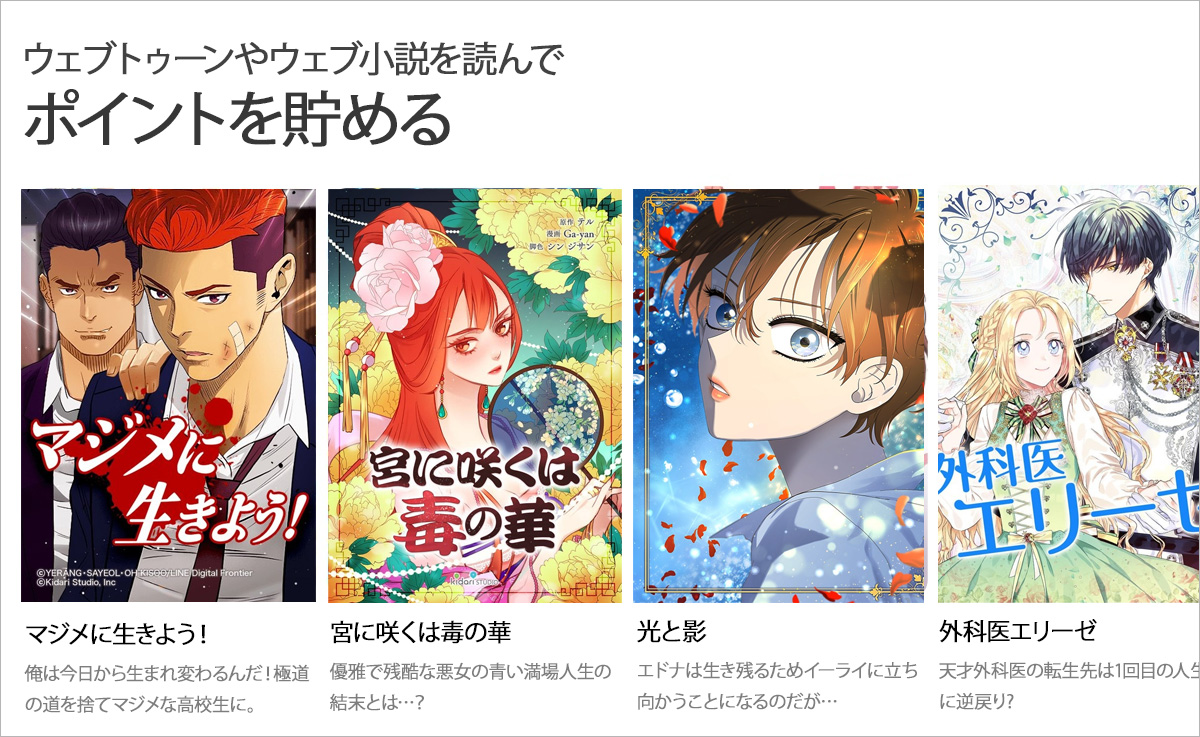 ウェブトゥーンやウェブ小説を読んで
ポイントを貯める
マジメに
生きよう!
©YERANG・SAYEOL・OH KISOO/LINE Digital Frontier
©Kidari Studio, Inc
原作 テル
漫画 Ga-yan
脚色 シン ジサン
宮に咲くは
毒の華
kidari STUDIO
外科医
エリーゼ
マジメに生きよう!
俺は今日から生まれ変わるんだ!極道
の道を捨てマジメな高校生に。
宮に咲くは毒の華
優雅で残酷な悪女の青い満場人生の
結末とは…?
光と影
エドナは生き残るためイーライに立ち
向かうことになるのだが…
外科医エリーゼ
天才外科医の転生先は1回目の人生
に逆戻り?